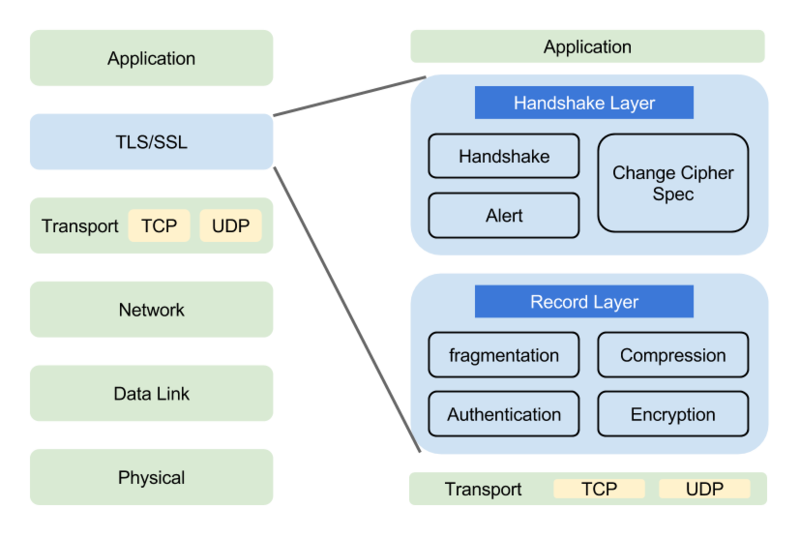 Application
TLS/SSL
Transport TCP UDP
Network
Data Link
Physical
Application
Handshake Layer
Handshake
Alert
Change Cipher
Spec
Record Layer
fragmentation
Compression
Authentication
Encryption
Transport TCP UDP